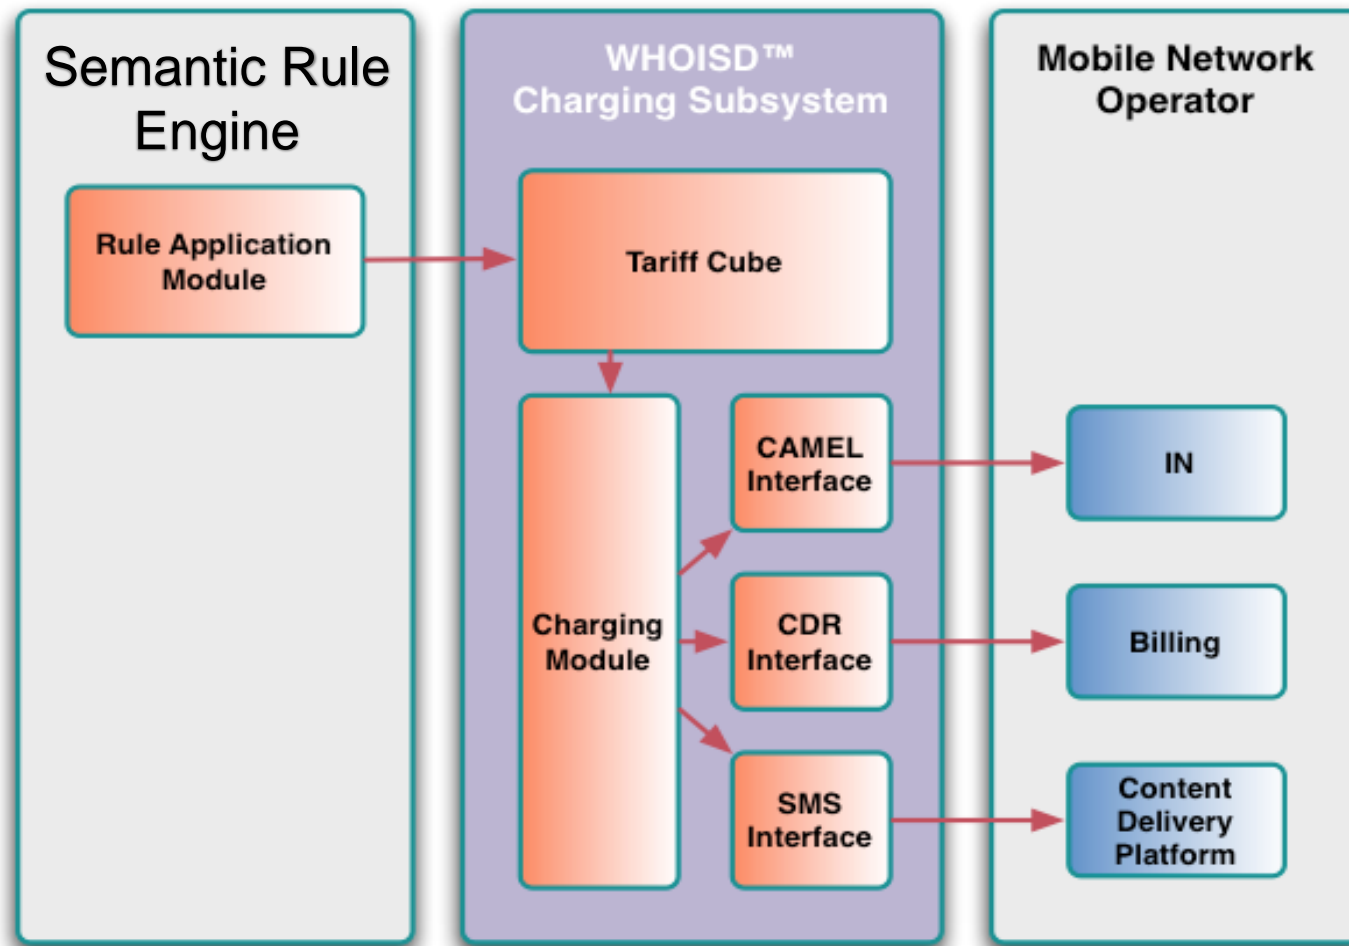 Semantic Rule
Engine
Rule Application
Module
WHOISD™
Charging Subsystem
Tariff Cube
Charging
Module
CAMEL
Interface
CDR
Interface
SMS
Interface
Mobile Network
Operator
IN
Billing
Content
Delivery
Platform